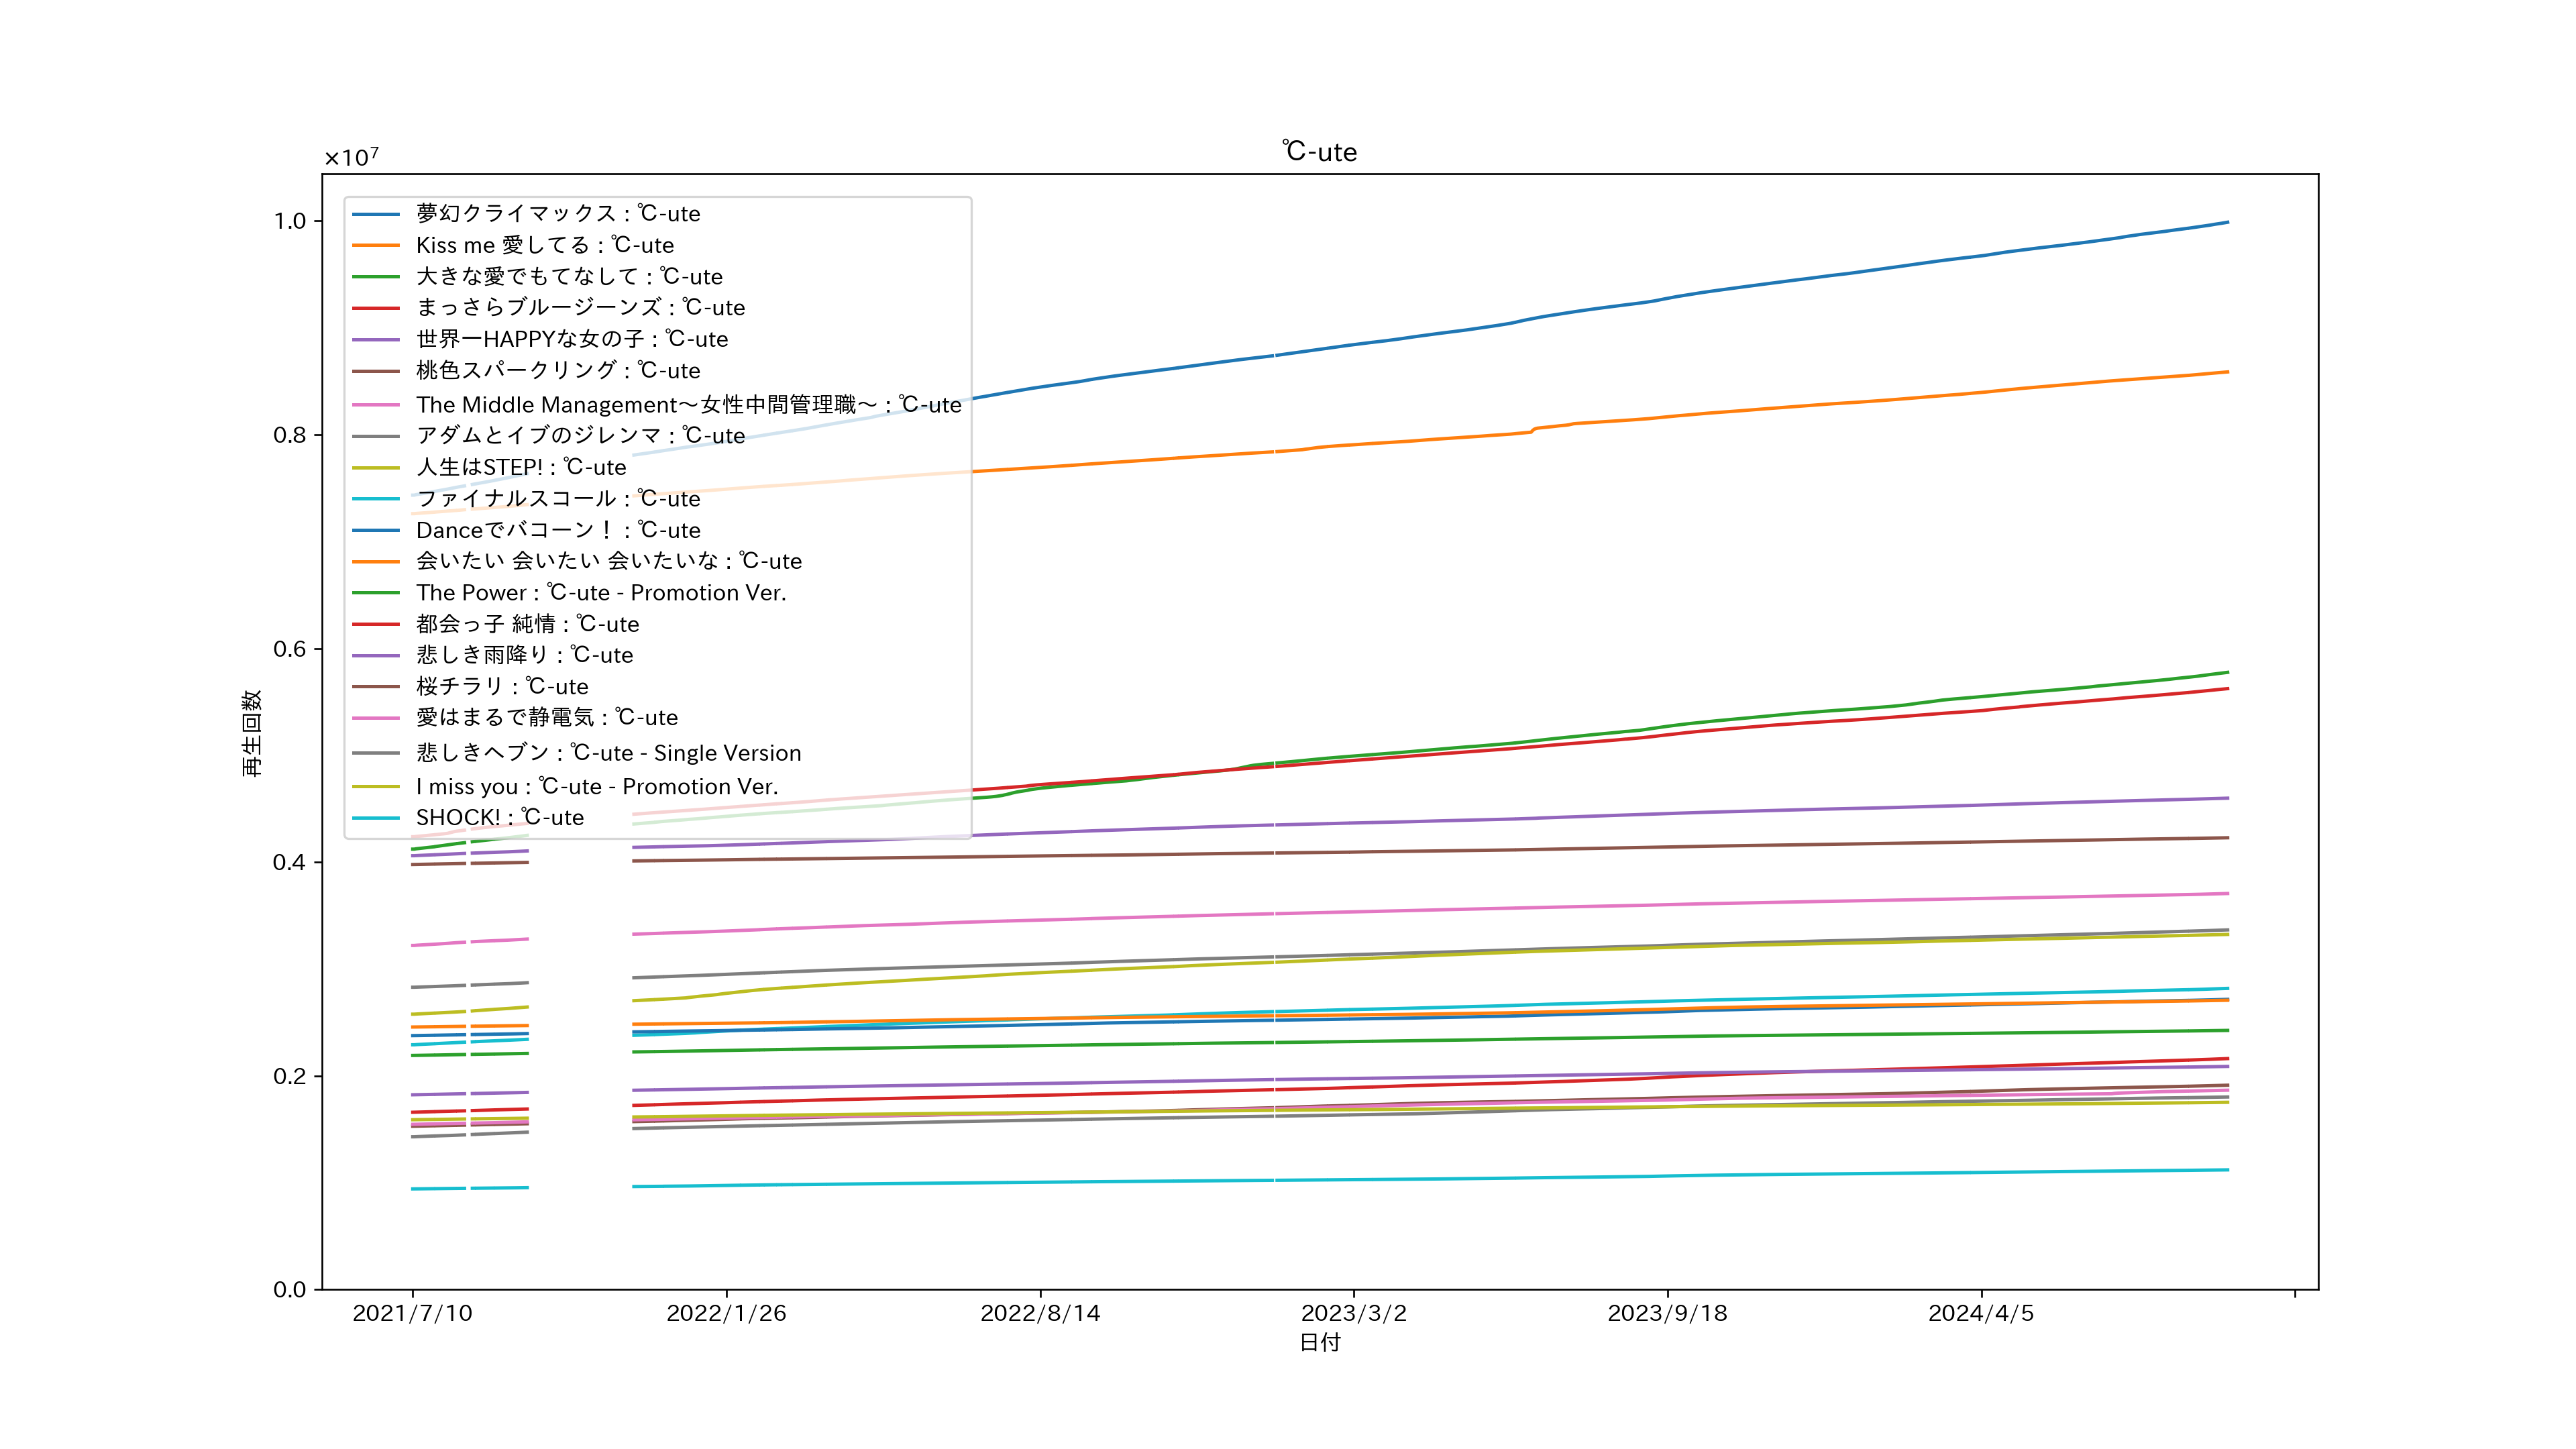 ℃-ute
×10⁷
夢幻クライマックス : ℃-ute
Kiss me 愛してる : ℃-ute
大きな愛でもてなして : ℃-ute
まっさらブルージーンズ : ℃-ute
世界一HAPPYな女の子 : ℃-ute
桃色スパークリング : ℃-ute
The Middle Management〜女性中間管理職〜 : ℃-ute
アダムとイブのジレンマ : ℃-ute
人生はSTEP! : ℃-ute
ファイナルスコール : ℃-ute
Danceでバコーン！ : ℃-ute
会いたい 会いたい 会いたいな : ℃-ute
The Power : ℃-ute - Promotion Ver.
都会っ子 純情 : ℃-ute
悲しき雨降り : ℃-ute
桜チラリ : ℃-ute
愛はまるで静電気 : ℃-ute
悲しきヘブン : ℃-ute - Single Version
I miss you : ℃-ute - Promotion Ver.
SHOCK! : ℃-ute
1.0
0.8
0.6
0.4
0.2
0.0
再生回数
2021/7/10
2022/1/26
2022/8/14
2023/3/2
2023/9/18
2024/4/5
日付